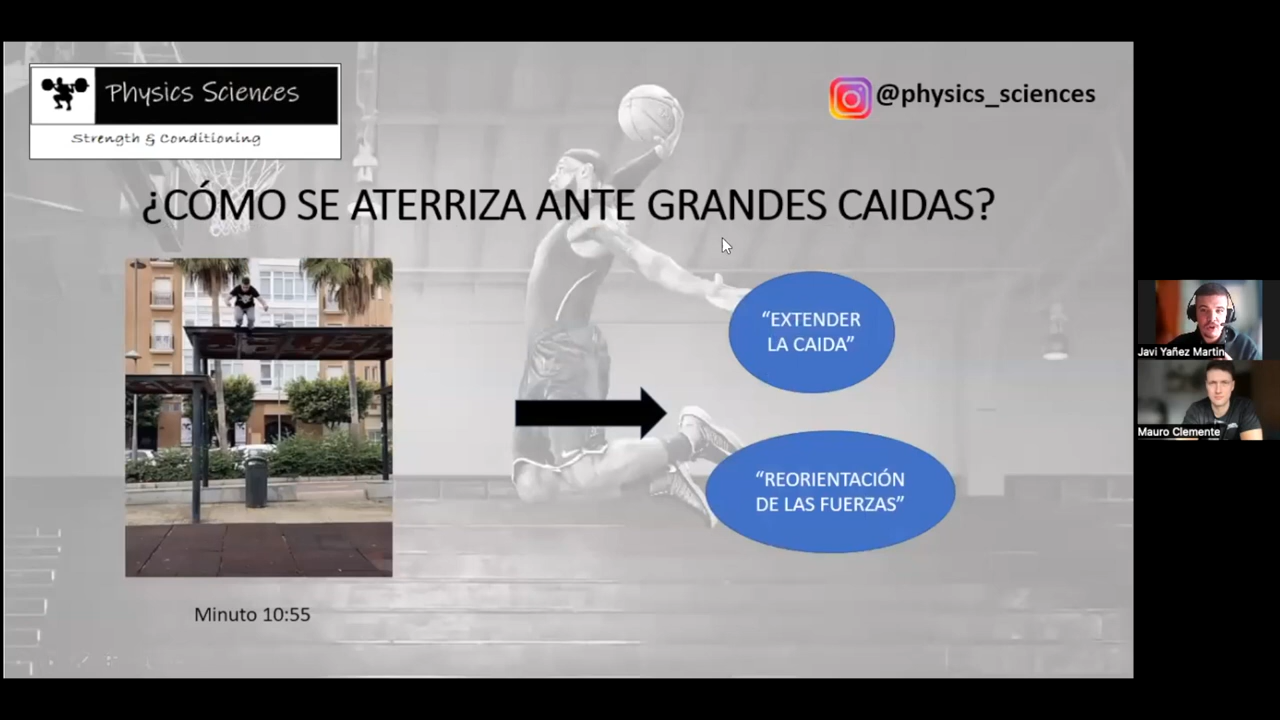 Physics Sciences
Strength & Conditioning
@physics_sciences
¿CÓMO SE ATERRIZA ANTE GRANDES CAIDAS?
“EXTENDER
LA CAIDA”
“REORIENTACIÓN
DE LAS FUERZAS”
Minuto 10:55
Javi Yañez Martin
Mauro Clemente